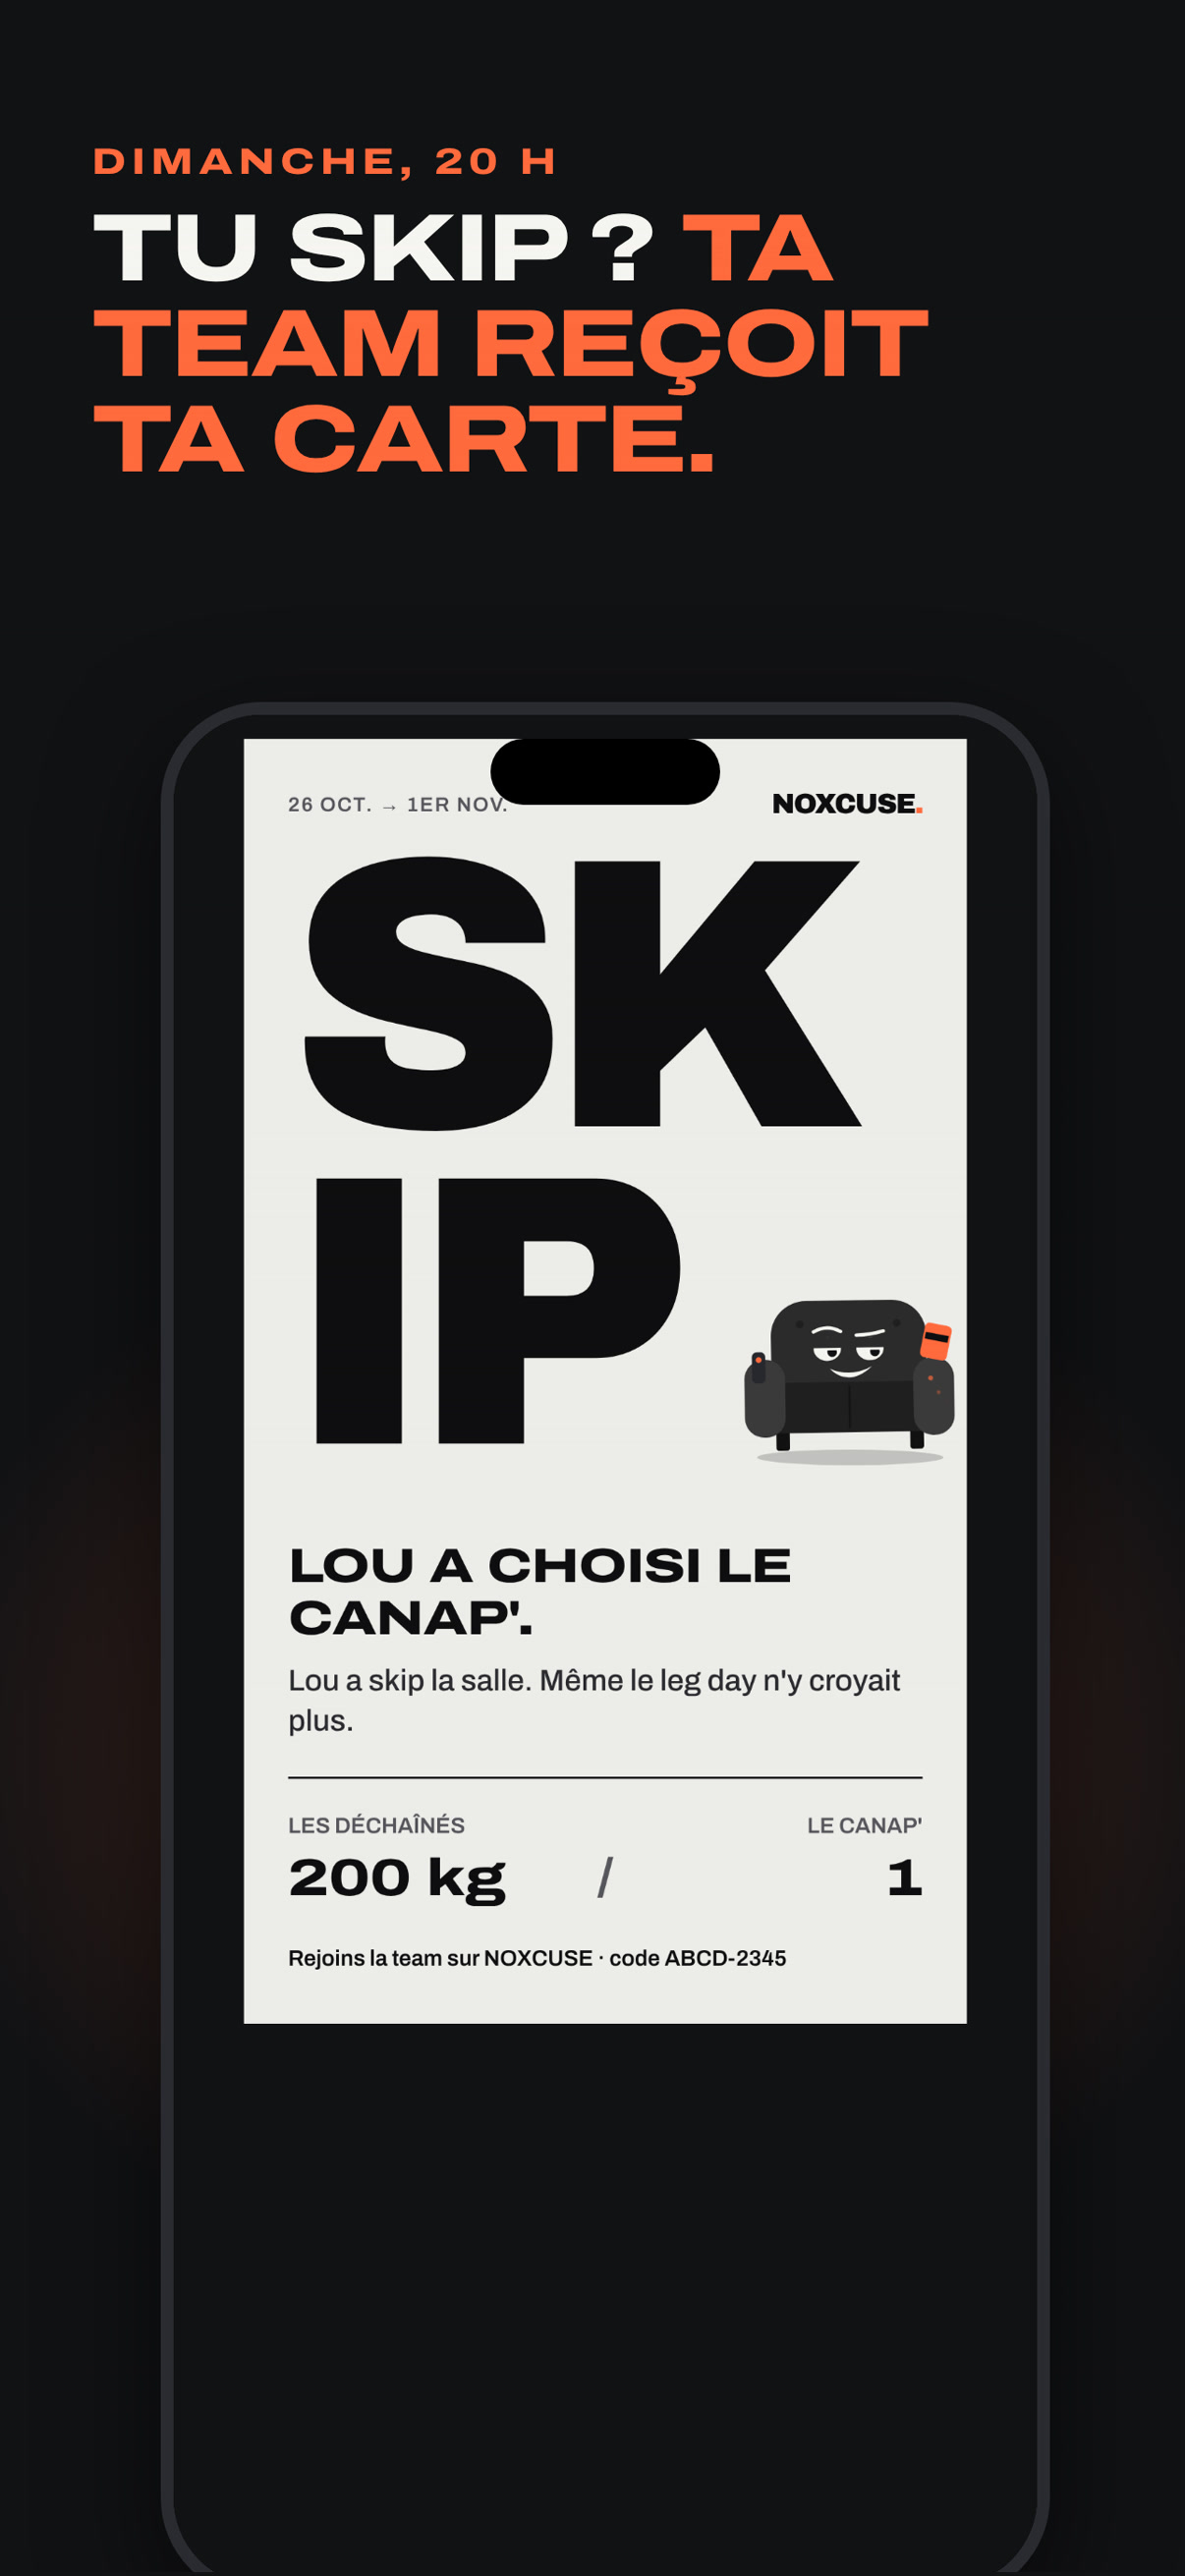 DIMANCHE, 20 H
TU SKIP ? TA
TEAM REÇOIT
TA CARTE.
26 OCT. → 1ER NOV.
NOXCUSE.
SK
IP
LOU A CHOISI LE
CANAP'.
Lou a skip la salle. Même le leg day n'y croyait
plus.
LES DÉCHAÎNÉS
LE CANAP'
200 kg / 1
Rejoins la team sur NOXCUSE · code ABCD-2345